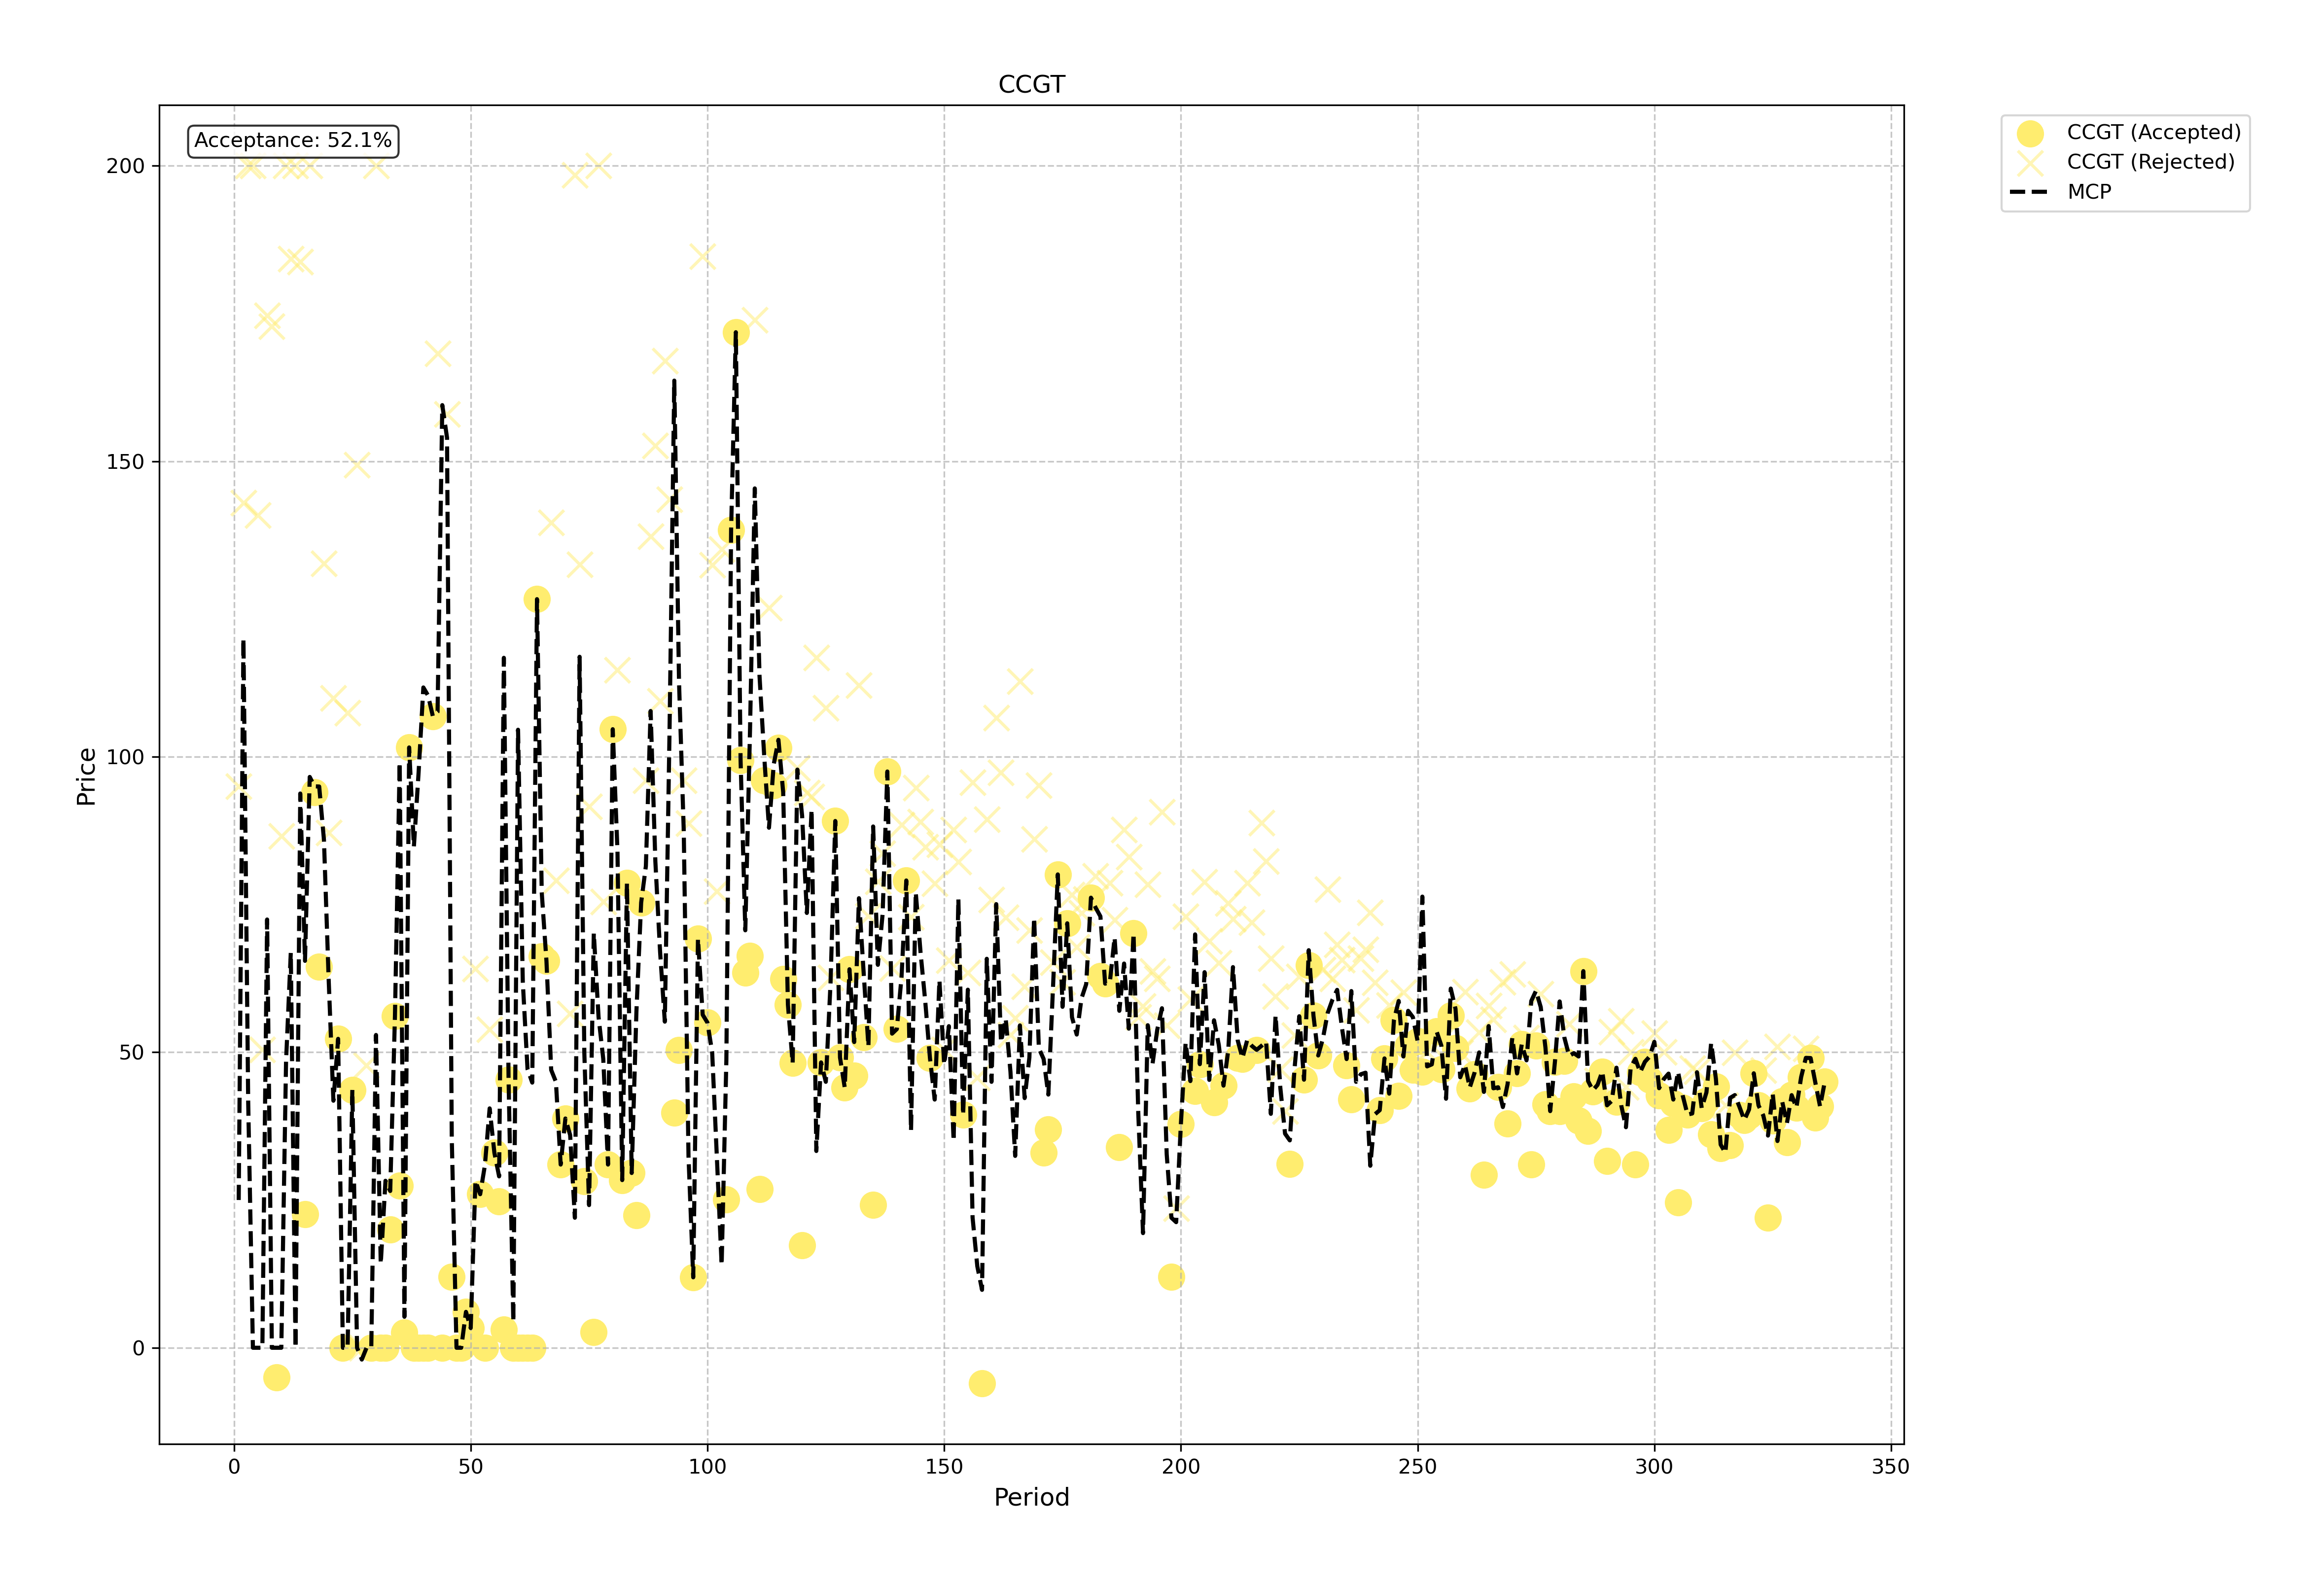 CCGT
Acceptance: 52.1%
CCGT (Accepted)
CCGT (Rejected)
MCP
Price
200
150
100
50
0
0 50 100 150 200 250 300 350
Period